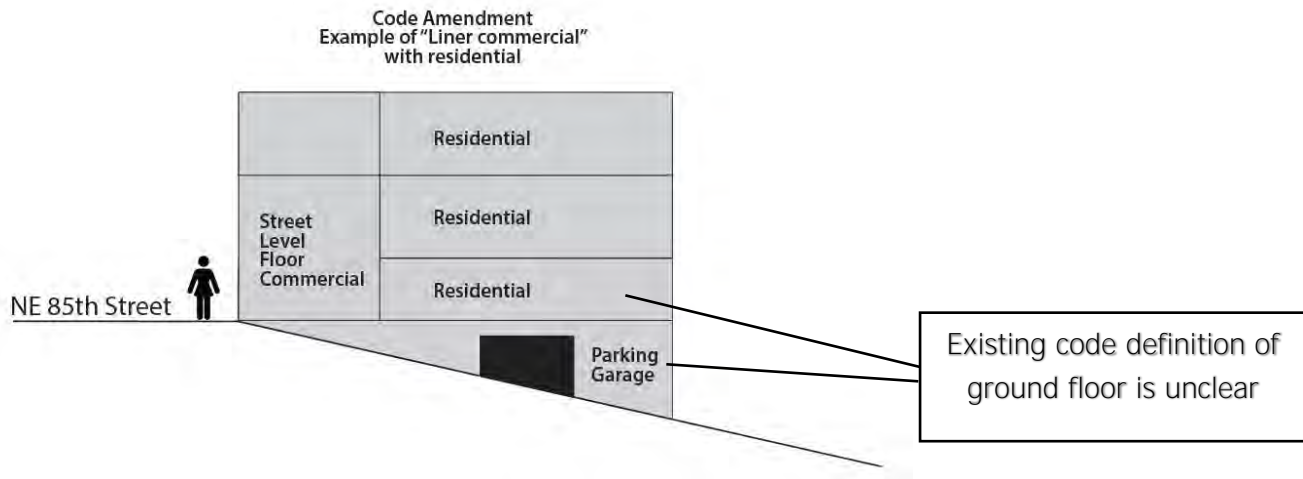 Code Amendment
Example of "Liner commercial"
with residential
Residential
Street
Level
Floor
Commercial
Residential
Residential
NE 85th Street
Parking
Garage
Existing code definition of
ground floor is unclear